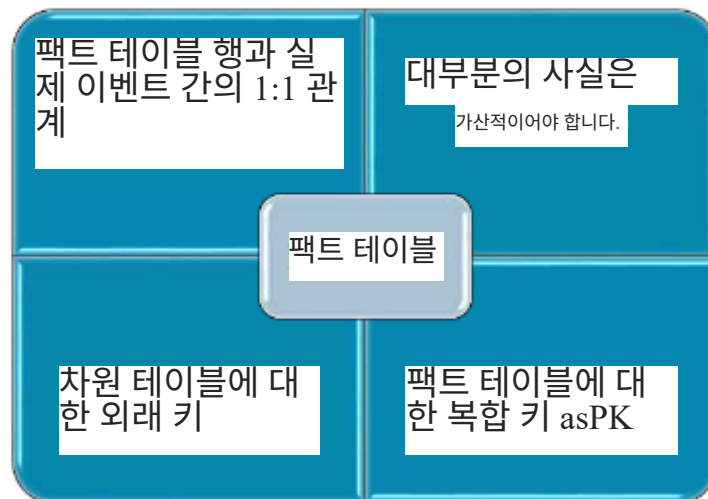 팩트 테이블 행과 실
제 이벤트 간의 1:1 관
계
대부분의 사실은
가산적이어야 합니다.
팩트 테이블
차원 테이블에 대
한 외래 키
팩트 테이블에 대
한 복합 키 asPK